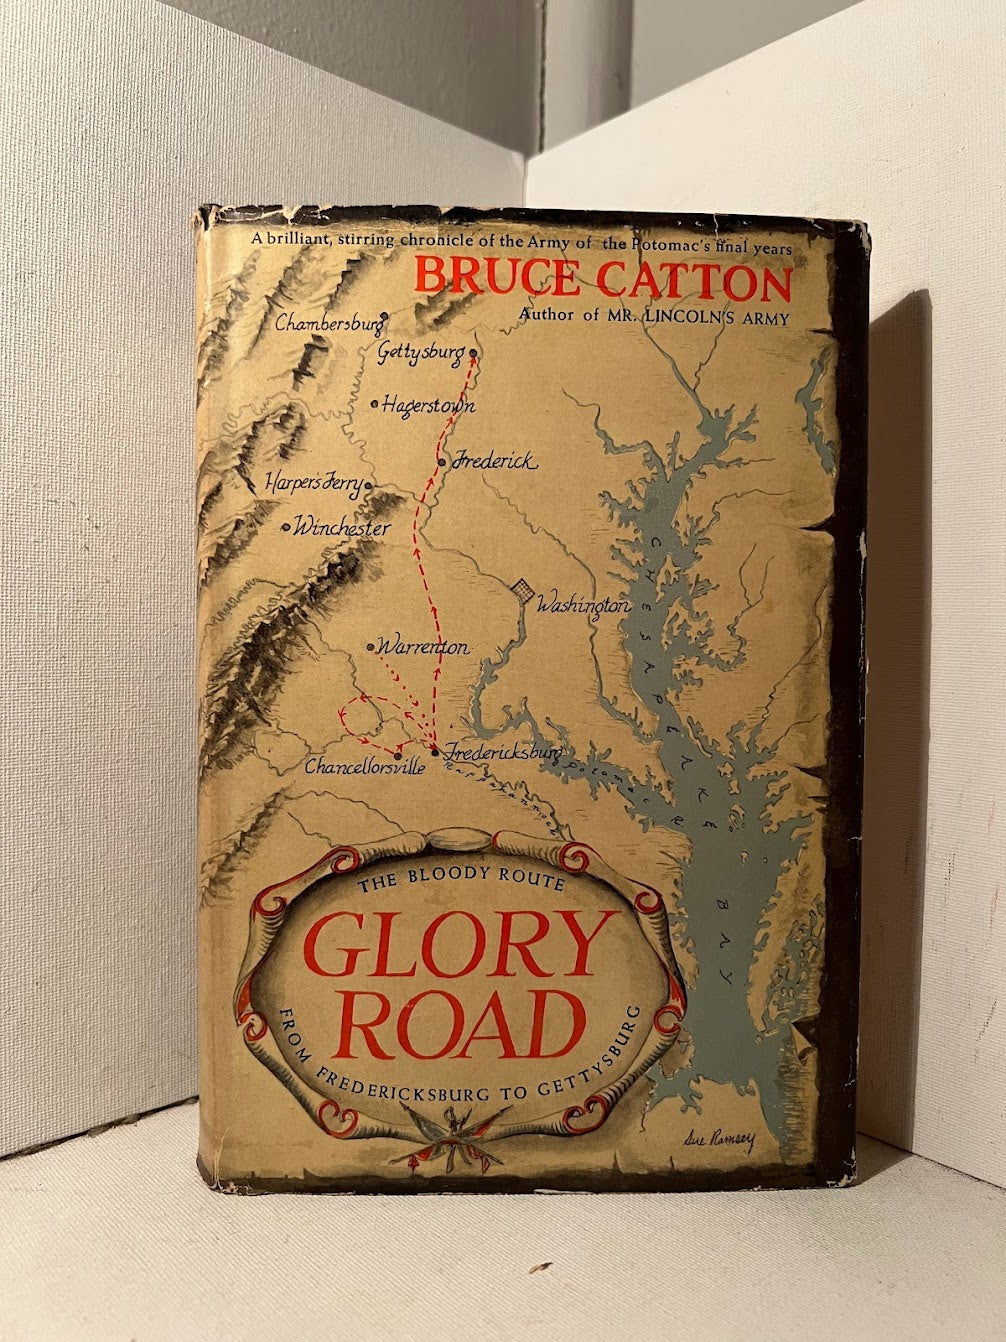 A brilliant, stirring chronicle of the Army of the Potomac's final years
BRUCE CATTON
Author of MR. LINCOLN'S ARMY
Chambersburg
Gettysburg
Hagerstown
Frederick
Harpers Ferry
Winchester
Washington
Warrenton
Fredericksburg
Chancellorsville
Rappahannock
Potomac R.
CHESAPEAKE BAY
THE BLOODY ROUTE
GLORY
ROAD
FROM FREDERICKSBURG TO GETTYSBURG
Sue Ramsey